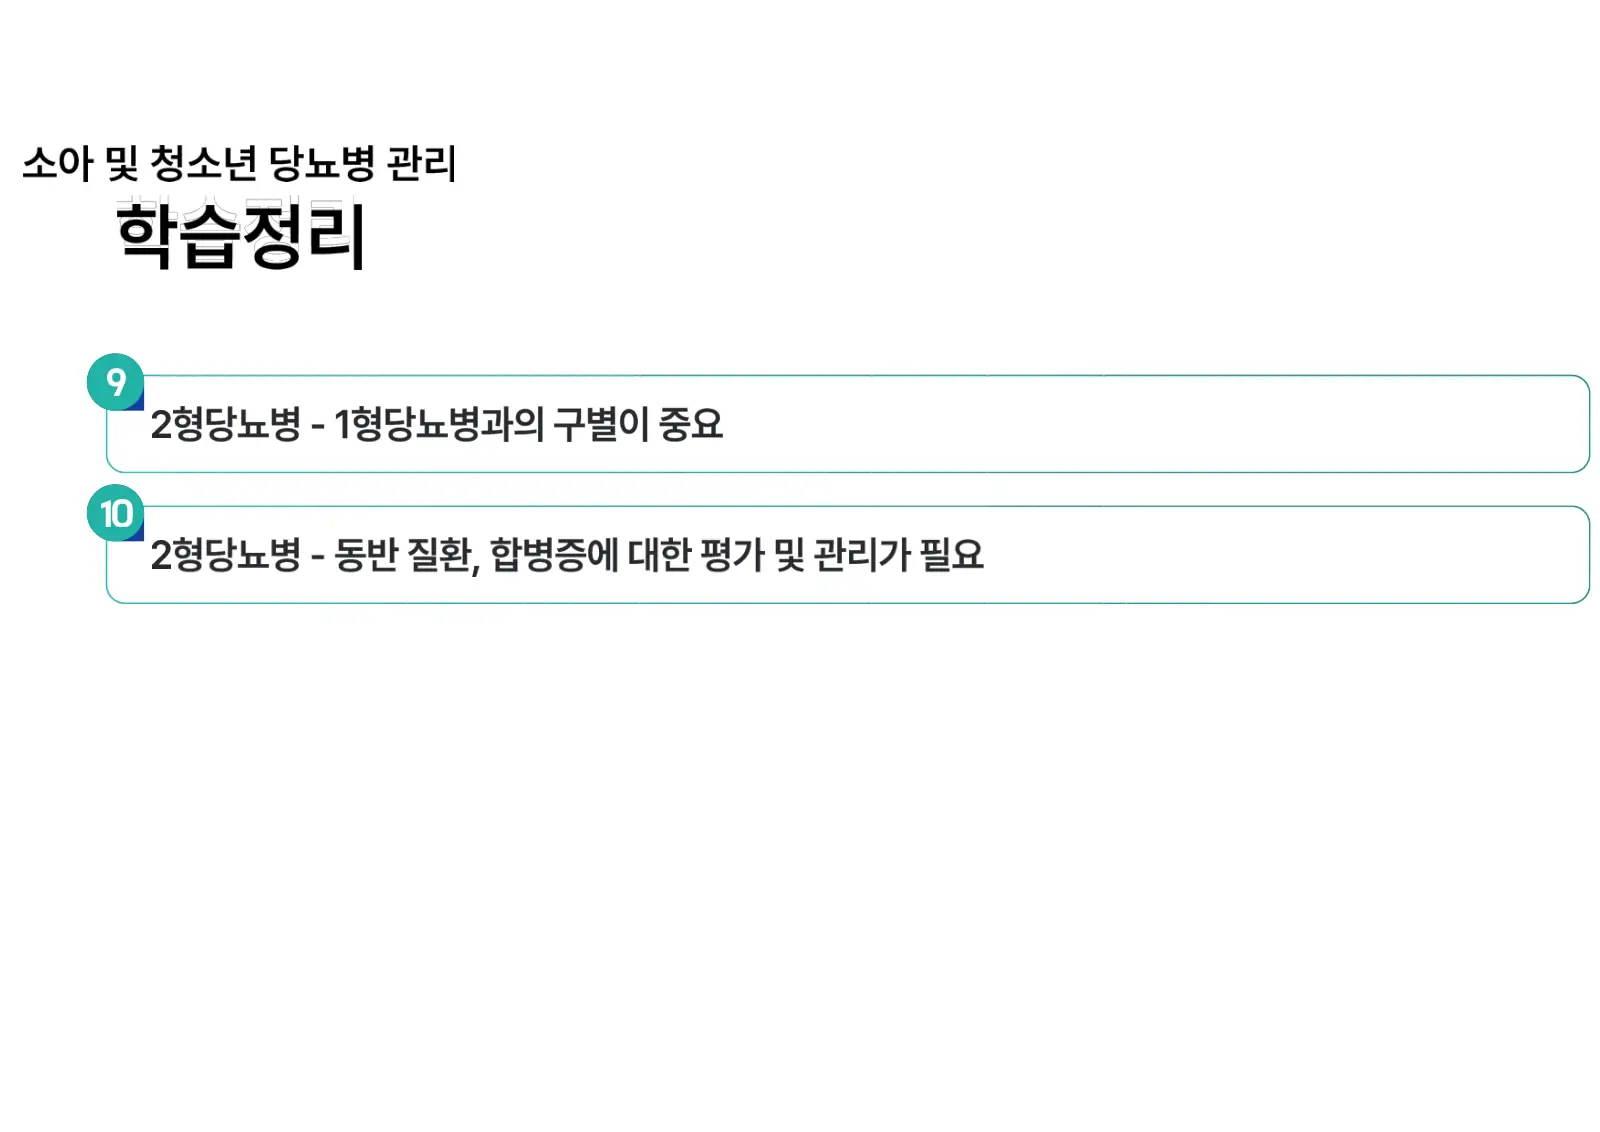 소아 및 청소년 당뇨병 관리
학습정리
9
2형당뇨병 - 1형당뇨병과의 구별이 중요
10
2형당뇨병 - 동반 질환, 합병증에 대한 평가 및 관리가 필요